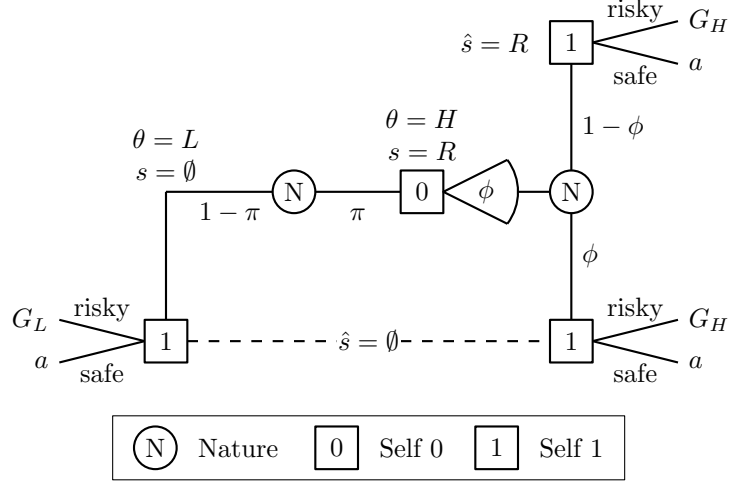 risky
G_H
ŝ = R
1
a
safe
θ = L
s = ∅
θ = H
s = R
1 − ϕ
N
0
ϕ
N
1 − π
π
ϕ
G_L
risky
1
ŝ = ∅
1
risky
G_H
a
safe
safe
a
N Nature 0 Self 0 1 Self 1